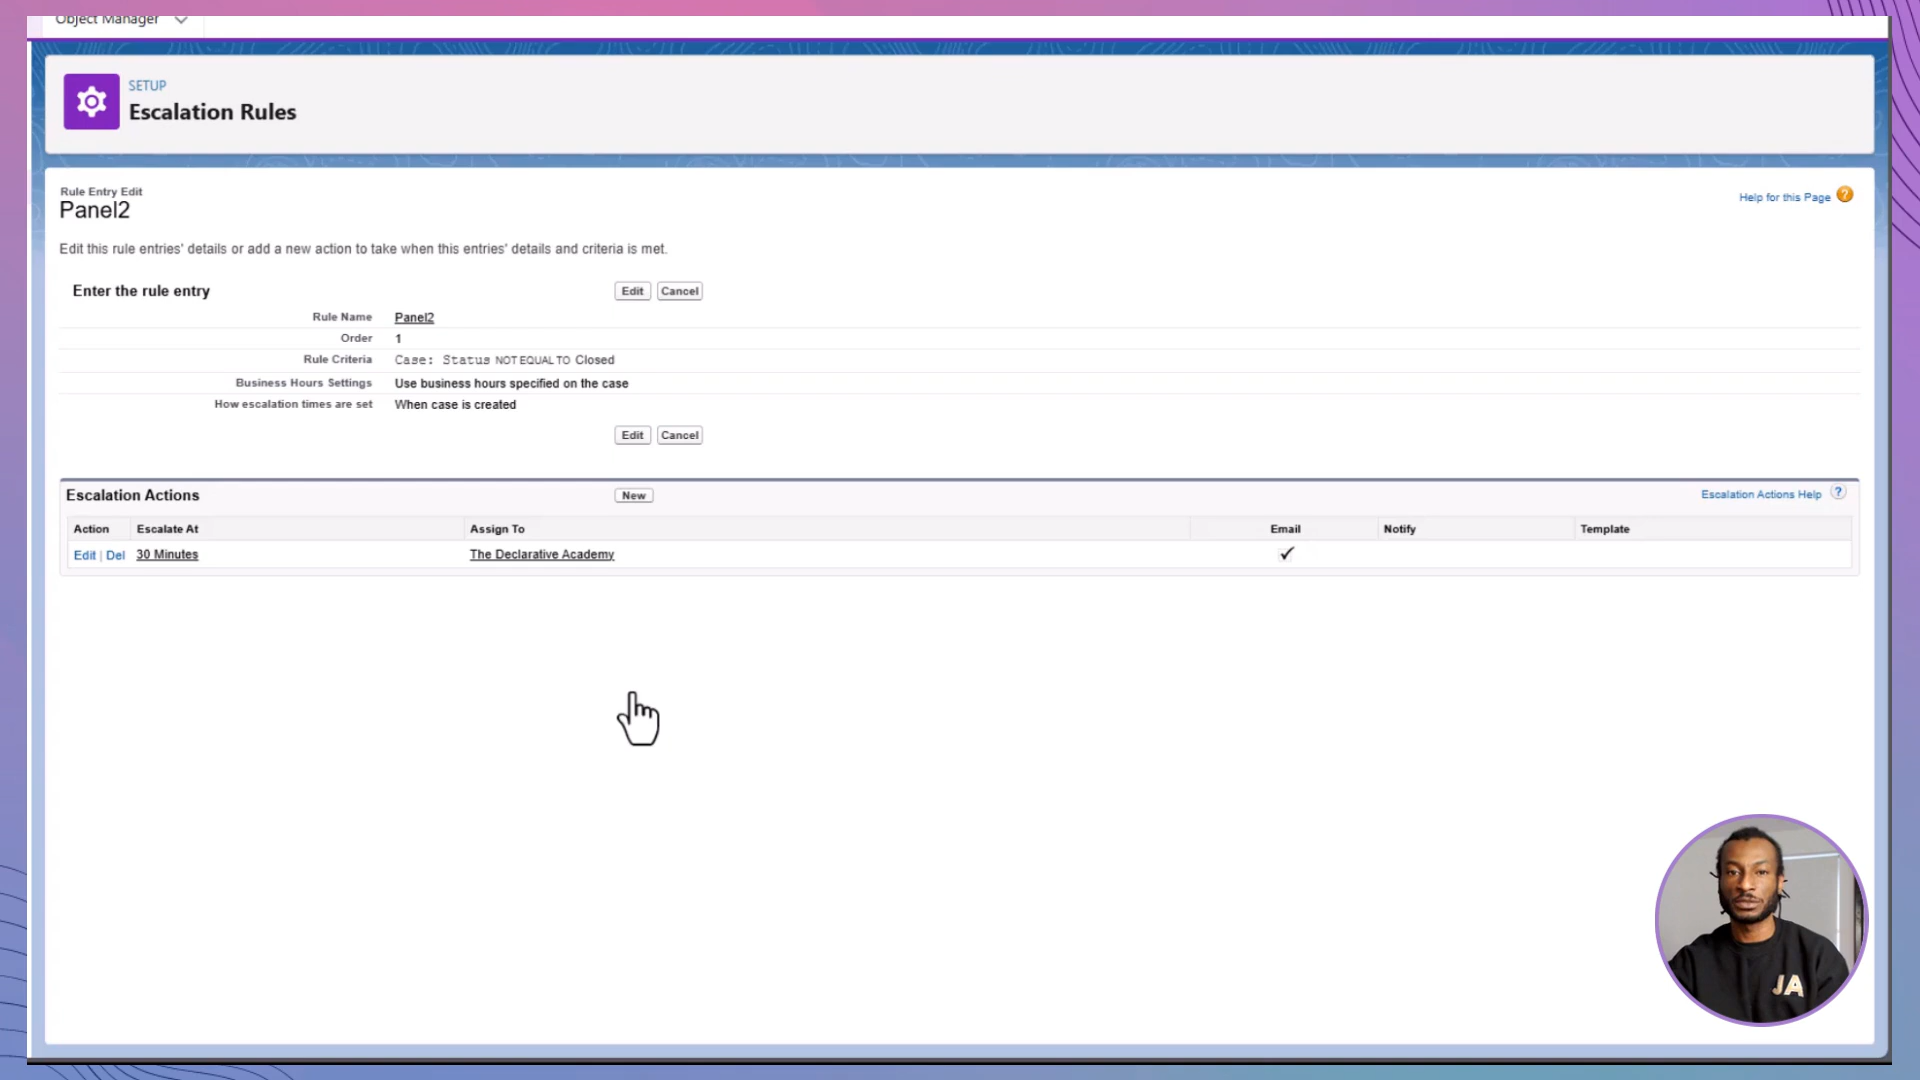 Object Manager
SETUP
Escalation Rules
Rule Entry Edit
Panel2
Help for this Page ?
Edit this rule entries' details or add a new action to take when this entries' details and criteria is met.
Enter the rule entry Edit Cancel
Rule Name Panel2
Order 1
Rule Criteria Case: Status NOT EQUAL TO Closed
Business Hours Settings Use business hours specified on the case
How escalation times are set When case is created
Edit Cancel
Escalation Actions New Escalation Actions Help ?
Action Escalate At Assign To Email Notify Template
Edit | Del 30 Minutes The Declarative Academy ✓
JA